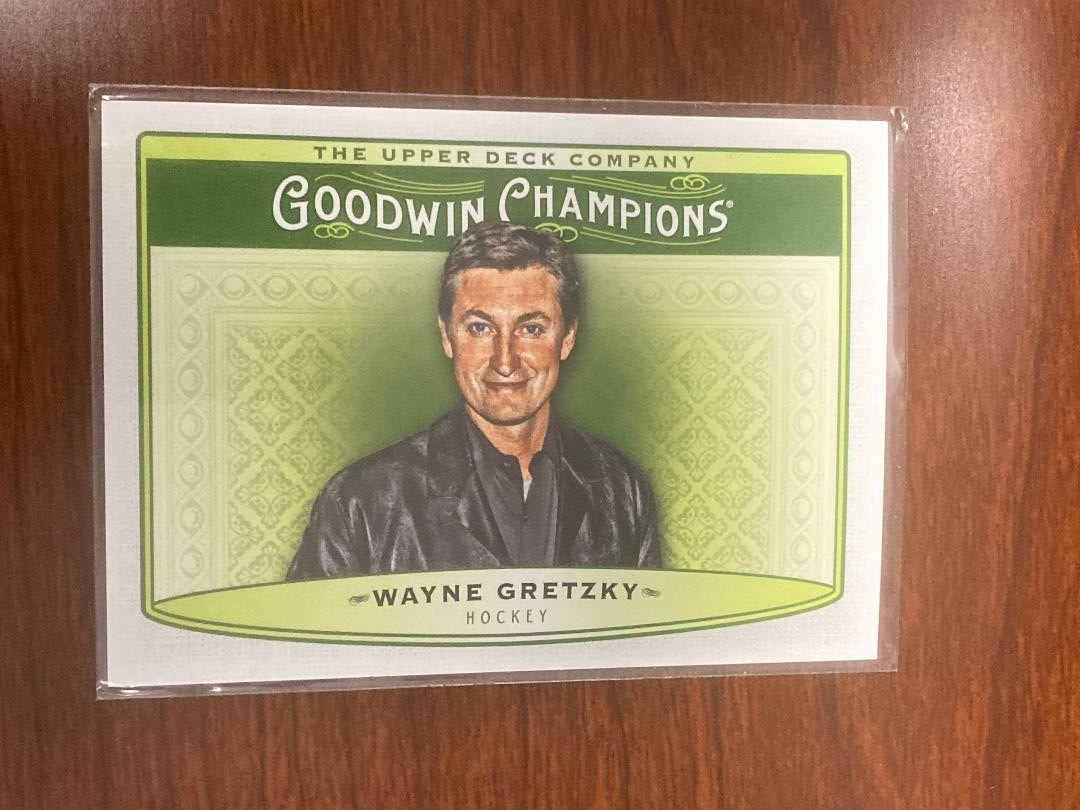 THE UPPER DECK COMPANY
GOODWIN CHAMPIONS®
WAYNE GRETZKY
HOCKEY